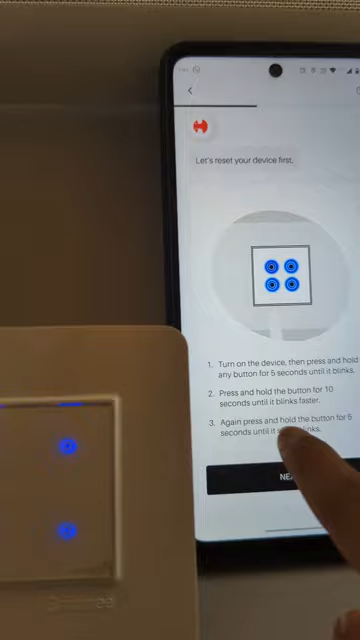 Let's reset your device first,
1. Turn on the device, then press and hold
any button for 5 seconds until it blinks.
2. Press and hold the button for 10
seconds until it blinks faster.
3. Again press and hold the button for 5
seconds until it blinks.